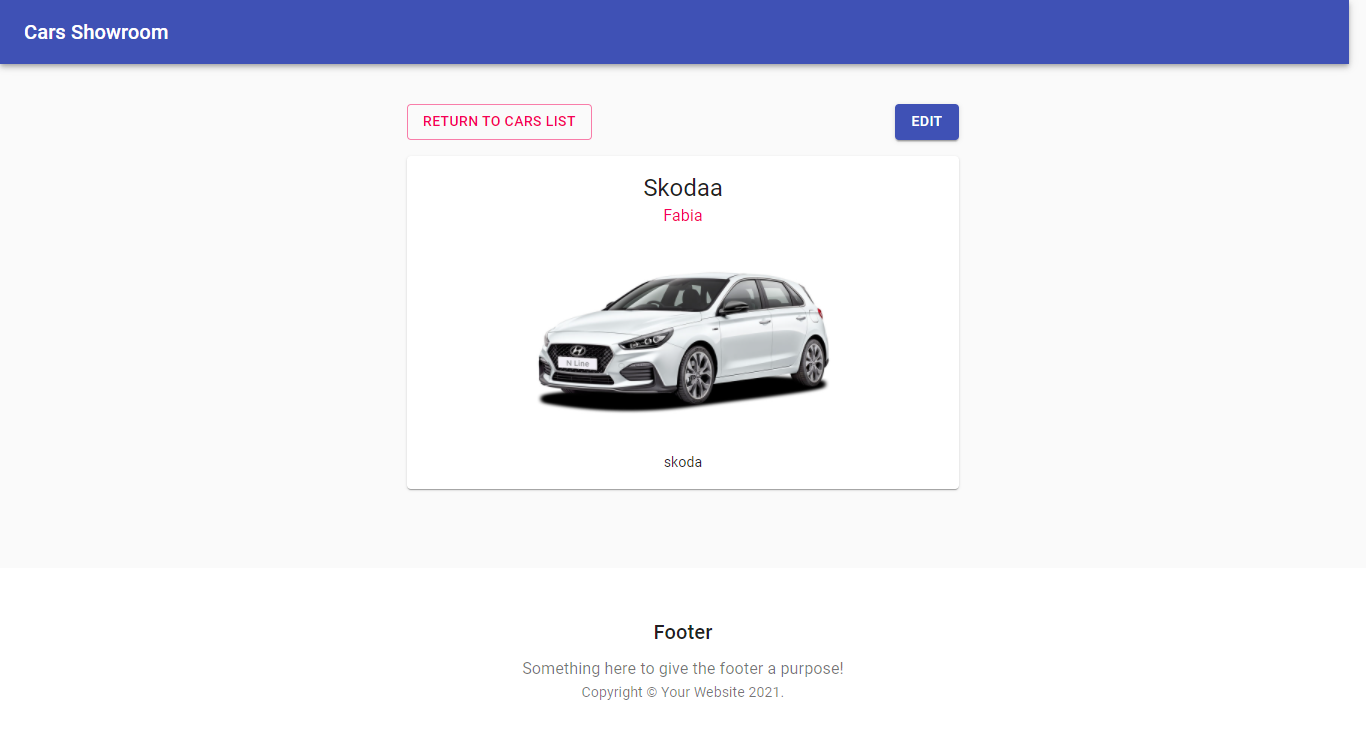 Cars Showroom
RETURN TO CARS LIST
EDIT
Skodaa
Fabia
N Line
skoda
Footer
Something here to give the footer a purpose!
Copyright © Your Website 2021.